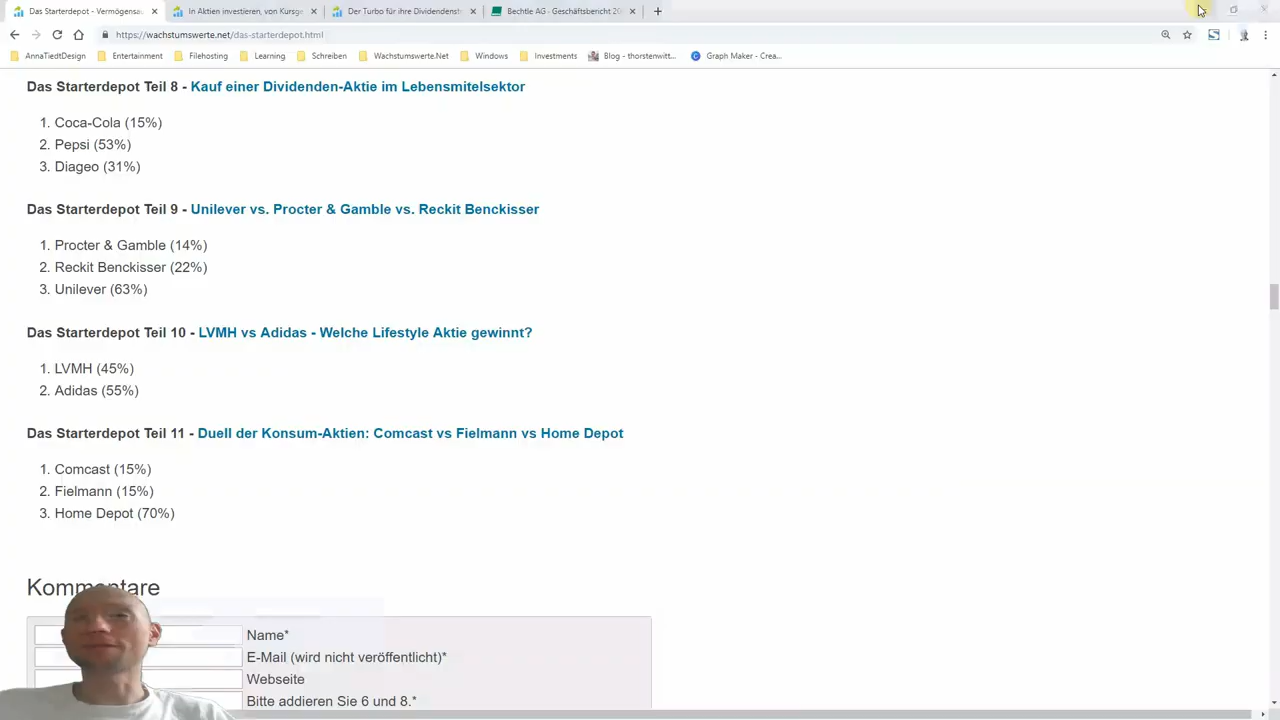 Das Starterdepot - Vermögensau
In Aktien investieren, von Kursge
Der Turbo für ihre Dividendenst
Bechtle AG - Geschäftsbericht 20
https://wachstumswerte.net/das-starterdepot.html
AnnaTiedtDesign
Entertainment
Filehosting
Learning
Schreiben
Wachstumswerte.Net
Windows
Investments
Blog - thorstenwitt...
Graph Maker - Crea...
Das Starterdepot Teil 8 - Kauf einer Dividenden-Aktie im Lebensmitelsektor
1. Coca-Cola (15%)
2. Pepsi (53%)
3. Diageo (31%)
Das Starterdepot Teil 9 - Unilever vs. Procter & Gamble vs. Reckit Benckisser
1. Procter & Gamble (14%)
2. Reckit Benckisser (22%)
3. Unilever (63%)
Das Starterdepot Teil 10 - LVMH vs Adidas - Welche Lifestyle Aktie gewinnt?
1. LVMH (45%)
2. Adidas (55%)
Das Starterdepot Teil 11 - Duell der Konsum-Aktien: Comcast vs Fielmann vs Home Depot
1. Comcast (15%)
2. Fielmann (15%)
3. Home Depot (70%)
Kommentare
Name*
E-Mail (wird nicht veröffentlicht)*
Webseite
Bitte addieren Sie 6 und 8.*